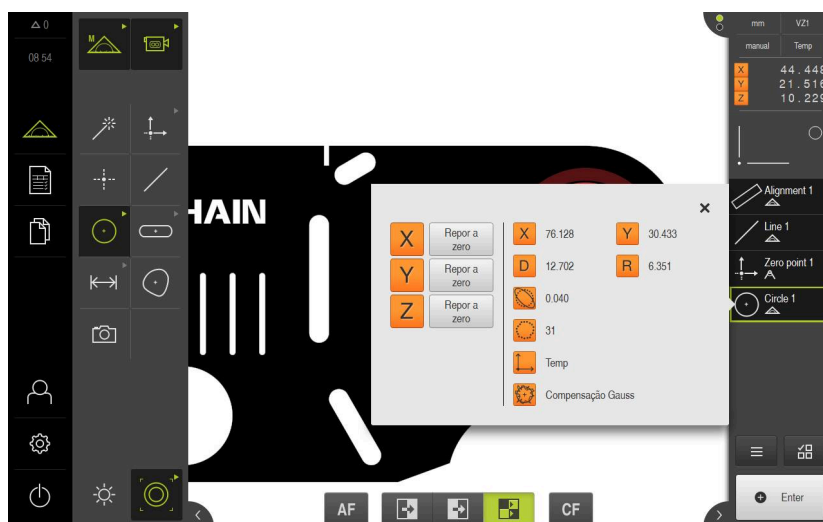 △ 0
08 54
M
HAIN
X
Repor a
zero
Y
Repor a
zero
Z
Repor a
zero
X 76.128 Y 30.433
D 12.702 R 6.351
0.040
31
Temp
Compensação Gauss
AF
CF
mm VZ1
manual Temp
X 44.448
Y 21.516
Z 10.229
Alignment 1
Line 1
Zero point 1
Circle 1
Enter